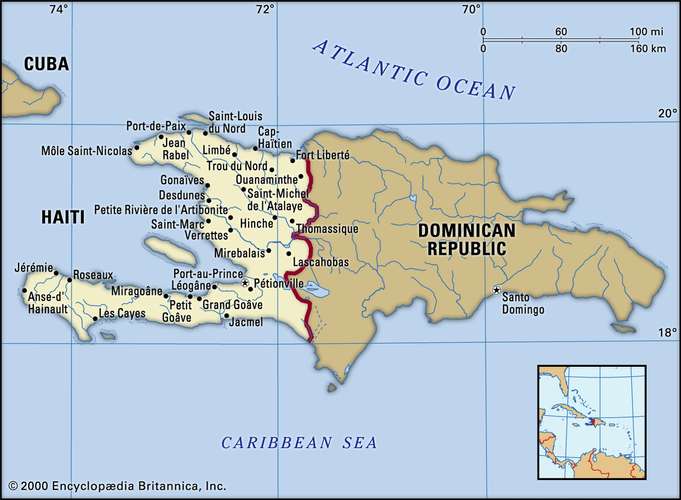 74°
72°
70°
0
50
100 mi
0
80
160 km
CUBA
ATLANTIC OCEAN
20°
Saint-Louis
du Nord
Port-de-Paix
Cap-
Haïtien
Jean
Rabel
Limbé
Môle Saint-Nicolas
Fort Liberté
Trou du Nord
Ouanaminthe
Gonaïves
Saint-Michel
de l'Atalaye
Desdunes
Petite Rivière de l'Artibonite
HAITI
Saint-Marc
Hinche
Thomassique
Verrettes
DOMINICAN
REPUBLIC
Mirebalais
Lascahobas
Jérémie
Roseaux
Port-au-Prince
Léogâne
Pétionville
Miragoâne
Anse-d'
Hainault
Petit
Goâve
Grand Goâve
Les Cayes
Jacmel
Santo
Domingo
18°
CARIBBEAN SEA
© 2000 Encyclopædia Britannica, Inc.